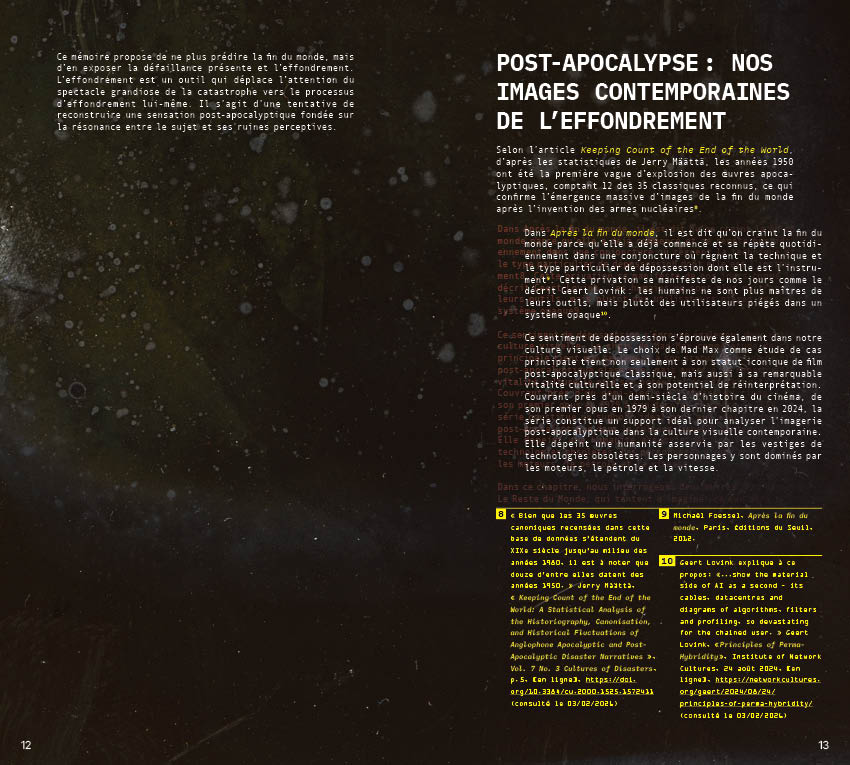 Ce mémoire propose de ne plus prédire la fin du monde, mais
d'en exposer la défaillance présente et l'effondrement.
L'effondrement est un outil qui déplace l'attention du
spectacle grandiose de la catastrophe vers le processus
d'effondrement lui-même. Il s'agit d'une tentative de
reconstruire une sensation post-apocalyptique fondée sur
la résonance entre le sujet et ses ruines perceptives.
12
POST-APOCALYPSE : NOS
IMAGES CONTEMPORAINES
DE L'EFFONDREMENT
Selon l'article Keeping Count of the End of the World,
d'après les statistiques de Jerry Määttä, les années 1950
ont été la première vague d'explosion des œuvres apoca-
lyptiques, comptant 12 des 35 classiques reconnus, ce qui
confirme l'émergence massive d'images de la fin du monde
après l'invention des armes nucléaires⁸.
Dans Après la fin du monde, il est dit qu'on craint la fin du
monde parce qu'elle a déjà commencé et se répète quotidi-
ennement dans une conjoncture où règnent la technique et
le type particulier de dépossession dont elle est l'instru-
ment⁹. Cette privation se manifeste de nos jours comme le
décrit Geert Lovink : les humains ne sont plus maîtres de
leurs outils, mais plutôt des utilisateurs piégés dans un
système opaque¹⁰.
Ce sentiment de dépossession s'éprouve également dans notre
culture visuelle. Le choix de Mad Max comme étude de cas
principale tient non seulement à son statut iconique de film
post-apocalyptique classique, mais aussi à sa remarquable
vitalité culturelle et à son potentiel de réinterprétation.
Couvrant près d'un demi-siècle d'histoire du cinéma, de
son premier opus en 1979 à son dernier chapitre en 2024, la
série constitue un support idéal pour analyser l'imagerie
post-apocalyptique dans la culture visuelle contemporaine.
Elle dépeint une humanité asservie par les vestiges de
technologies obsolètes. Les personnages y sont dominés par
les moteurs, le pétrole et la vitesse.
Dans ce chapitre, nous interrogeons
Le Reste du Monde, qui tentent
8 « Bien que les 35 œuvres
canoniques recensées dans cette
base de données s'étendent du
XIXe siècle jusqu'au milieu des
années 1980, il est à noter que
douze d'entre elles datent des
années 1950. » Jerry Määttä,
« Keeping Count of the End of the
World: A Statistical Analysis of
the Historiography, Canonisation,
and Historical Fluctuations of
Anglophone Apocalyptic and Post-
Apocalyptic Disaster Narratives »,
Vol. 7 No. 3 Cultures of Disasters,
p.5, [en ligne], https://doi.
org/10.3384/cu.2000.1525.1572411
(consulté le 03/02/2026)
9 Michaël Foessel, Après la fin du
monde, Paris, Éditions du Seuil,
2012.
10 Geert Lovink explique à ce
propos: «...show the material
side of AI as a second - its
cables, datacentres and
diagrams of algorithms, filters
and profiling, so devastating
for the chained user. » Geert
Lovink, «Principles of Perma-
Hybridity», Institute of Network
Cultures, 24 août 2024, [en
ligne], https://networkcultures.
org/geert/2024/08/24/
principles-of-perma-hybridity/
(consulté le 03/02/2026)
13